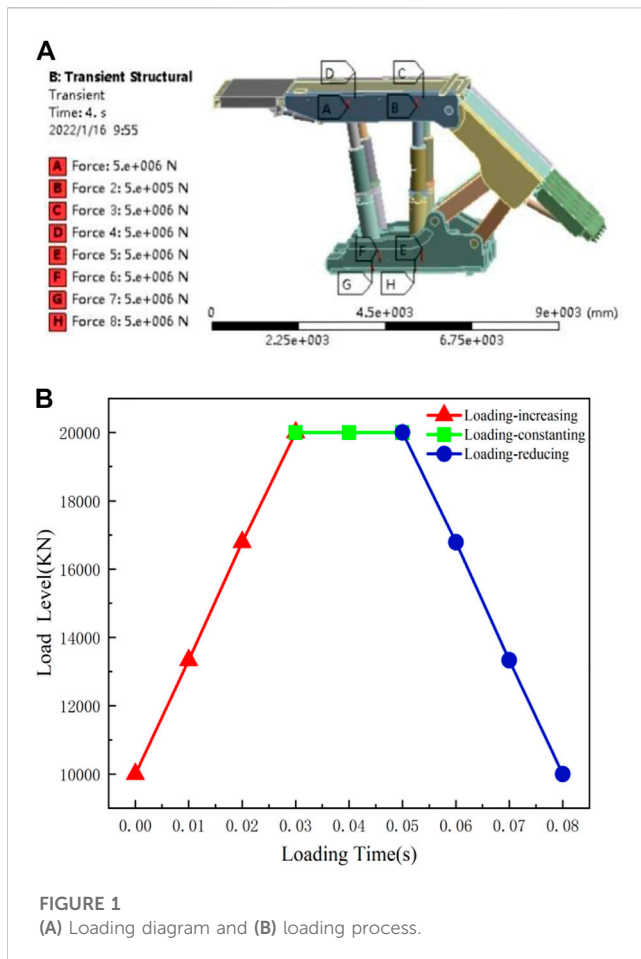 A
B: Transient Structural
Transient
Time: 4. s
2022/1/16 9:55
A Force: 5.e+006 N
B Force 2: 5.e+005 N
C Force 3: 5.e+006 N
D Force 4: 5.e+006 N
E Force 5: 5.e+006 N
F Force 6: 5.e+006 N
G Force 7: 5.e+006 N
H Force 8: 5.e+006 N
D C
A B
F E
G H
0 4.5e+003 9e+003 (mm)
2.25e+003 6.75e+003
B
Loading-increasing
Loading-constanting
Loading-reducing
20000
18000
16000
14000
12000
10000
Load Level(KN)
0.00 0.01 0.02 0.03 0.04 0.05 0.06 0.07 0.08
Loading Time(s)
FIGURE 1
(A) Loading diagram and (B) loading process.